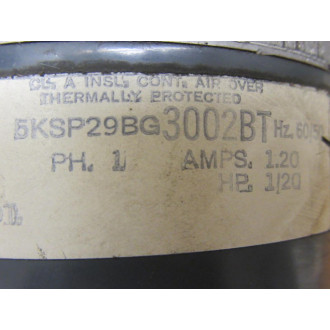 CL. A INSL. CONT. AIR OVER
THERMALLY PROTECTED
5KSP29BG3002BT Hz. 60/50
PH. 1 AMPS. 1.20
HP. 1/20